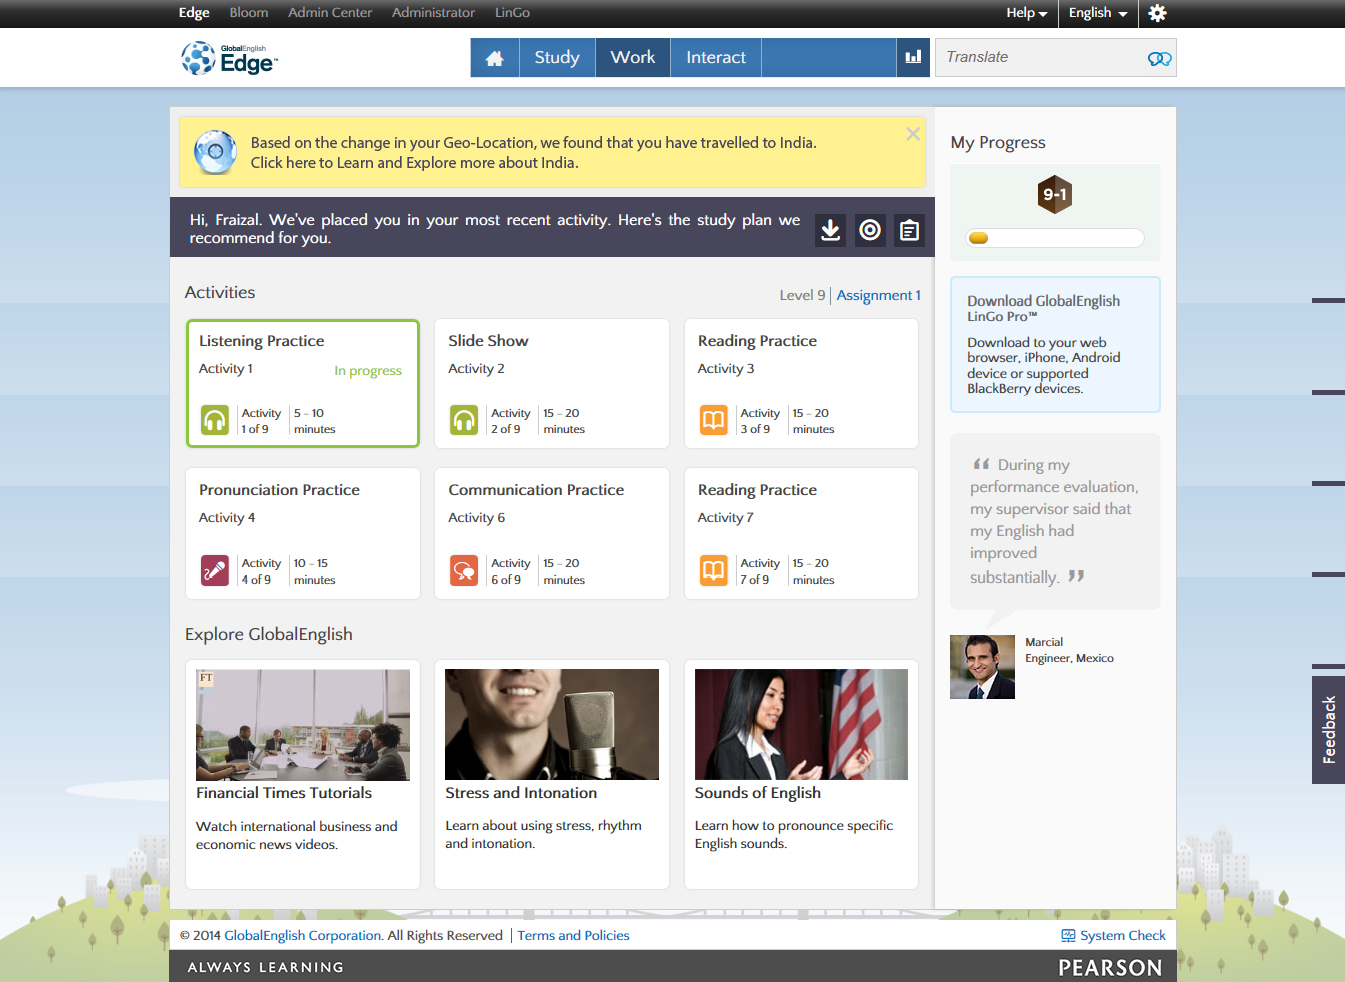 Edge Bloom Admin Center Administrator LinGo Help English
GlobalEnglish
Edge™
Study Work Interact Translate
Based on the change in your Geo-Location, we found that you have travelled to India.
Click here to Learn and Explore more about India.
Hi, Fraizal. We've placed you in your most recent activity. Here's the study plan we
recommend for you.
Activities
Level 9 | Assignment 1
Listening Practice
Activity 1
In progress
Activity
1 of 9
5 – 10
minutes
Slide Show
Activity 2
Activity
2 of 9
15 – 20
minutes
Reading Practice
Activity 3
Activity
3 of 9
15 – 20
minutes
Pronunciation Practice
Activity 4
Activity
4 of 9
10 – 15
minutes
Communication Practice
Activity 6
Activity
6 of 9
15 – 20
minutes
Reading Practice
Activity 7
Activity
7 of 9
15 – 20
minutes
Explore GlobalEnglish
FT
Financial Times Tutorials
Watch international business and
economic news videos.
Stress and Intonation
Learn about using stress, rhythm
and intonation.
Sounds of English
Learn how to pronounce specific
English sounds.
My Progress
9-1
Download GlobalEnglish
LinGo Pro™
Download to your web
browser, iPhone, Android
device or supported
BlackBerry devices.
“ During my
performance evaluation,
my supervisor said that
my English had
improved
substantially. ”
Marcial
Engineer, Mexico
Feedback
© 2014 GlobalEnglish Corporation. All Rights Reserved | Terms and Policies
System Check
ALWAYS LEARNING
PEARSON